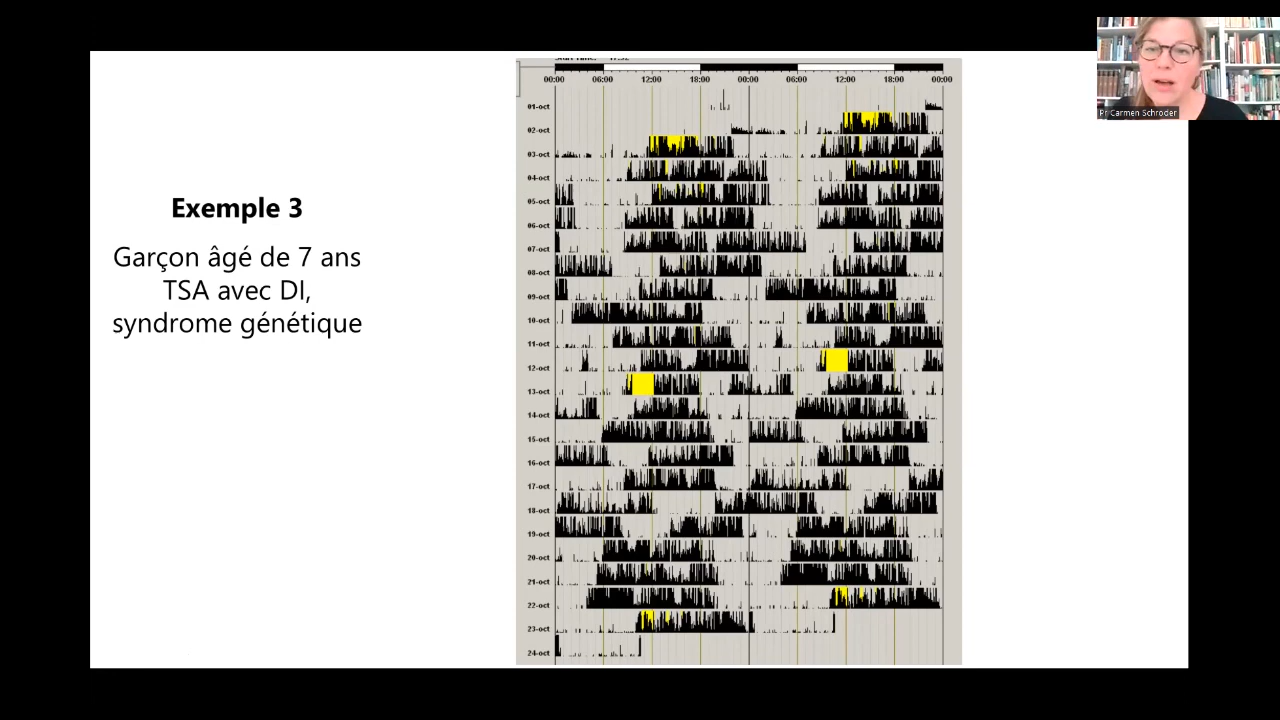 Pr Carmen Schroder
Exemple 3
Garçon âgé de 7 ans
TSA avec DI,
syndrome génétique
00:00 06:00 12:00 18:00 00:00 06:00 12:00 18:00 00:00
01-oct
02-oct
03-oct
04-oct
05-oct
06-oct
07-oct
08-oct
09-oct
10-oct
11-oct
12-oct
13-oct
14-oct
15-oct
16-oct
17-oct
18-oct
19-oct
20-oct
21-oct
22-oct
23-oct
24-oct